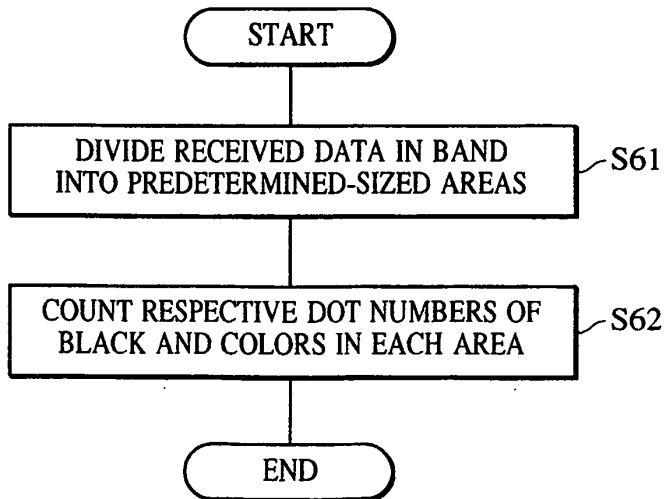 START
DIVIDE RECEIVED DATA IN BAND
INTO PREDETERMINED-SIZED AREAS
S61
COUNT RESPECTIVE DOT NUMBERS OF
BLACK AND COLORS IN EACH AREA
S62
END